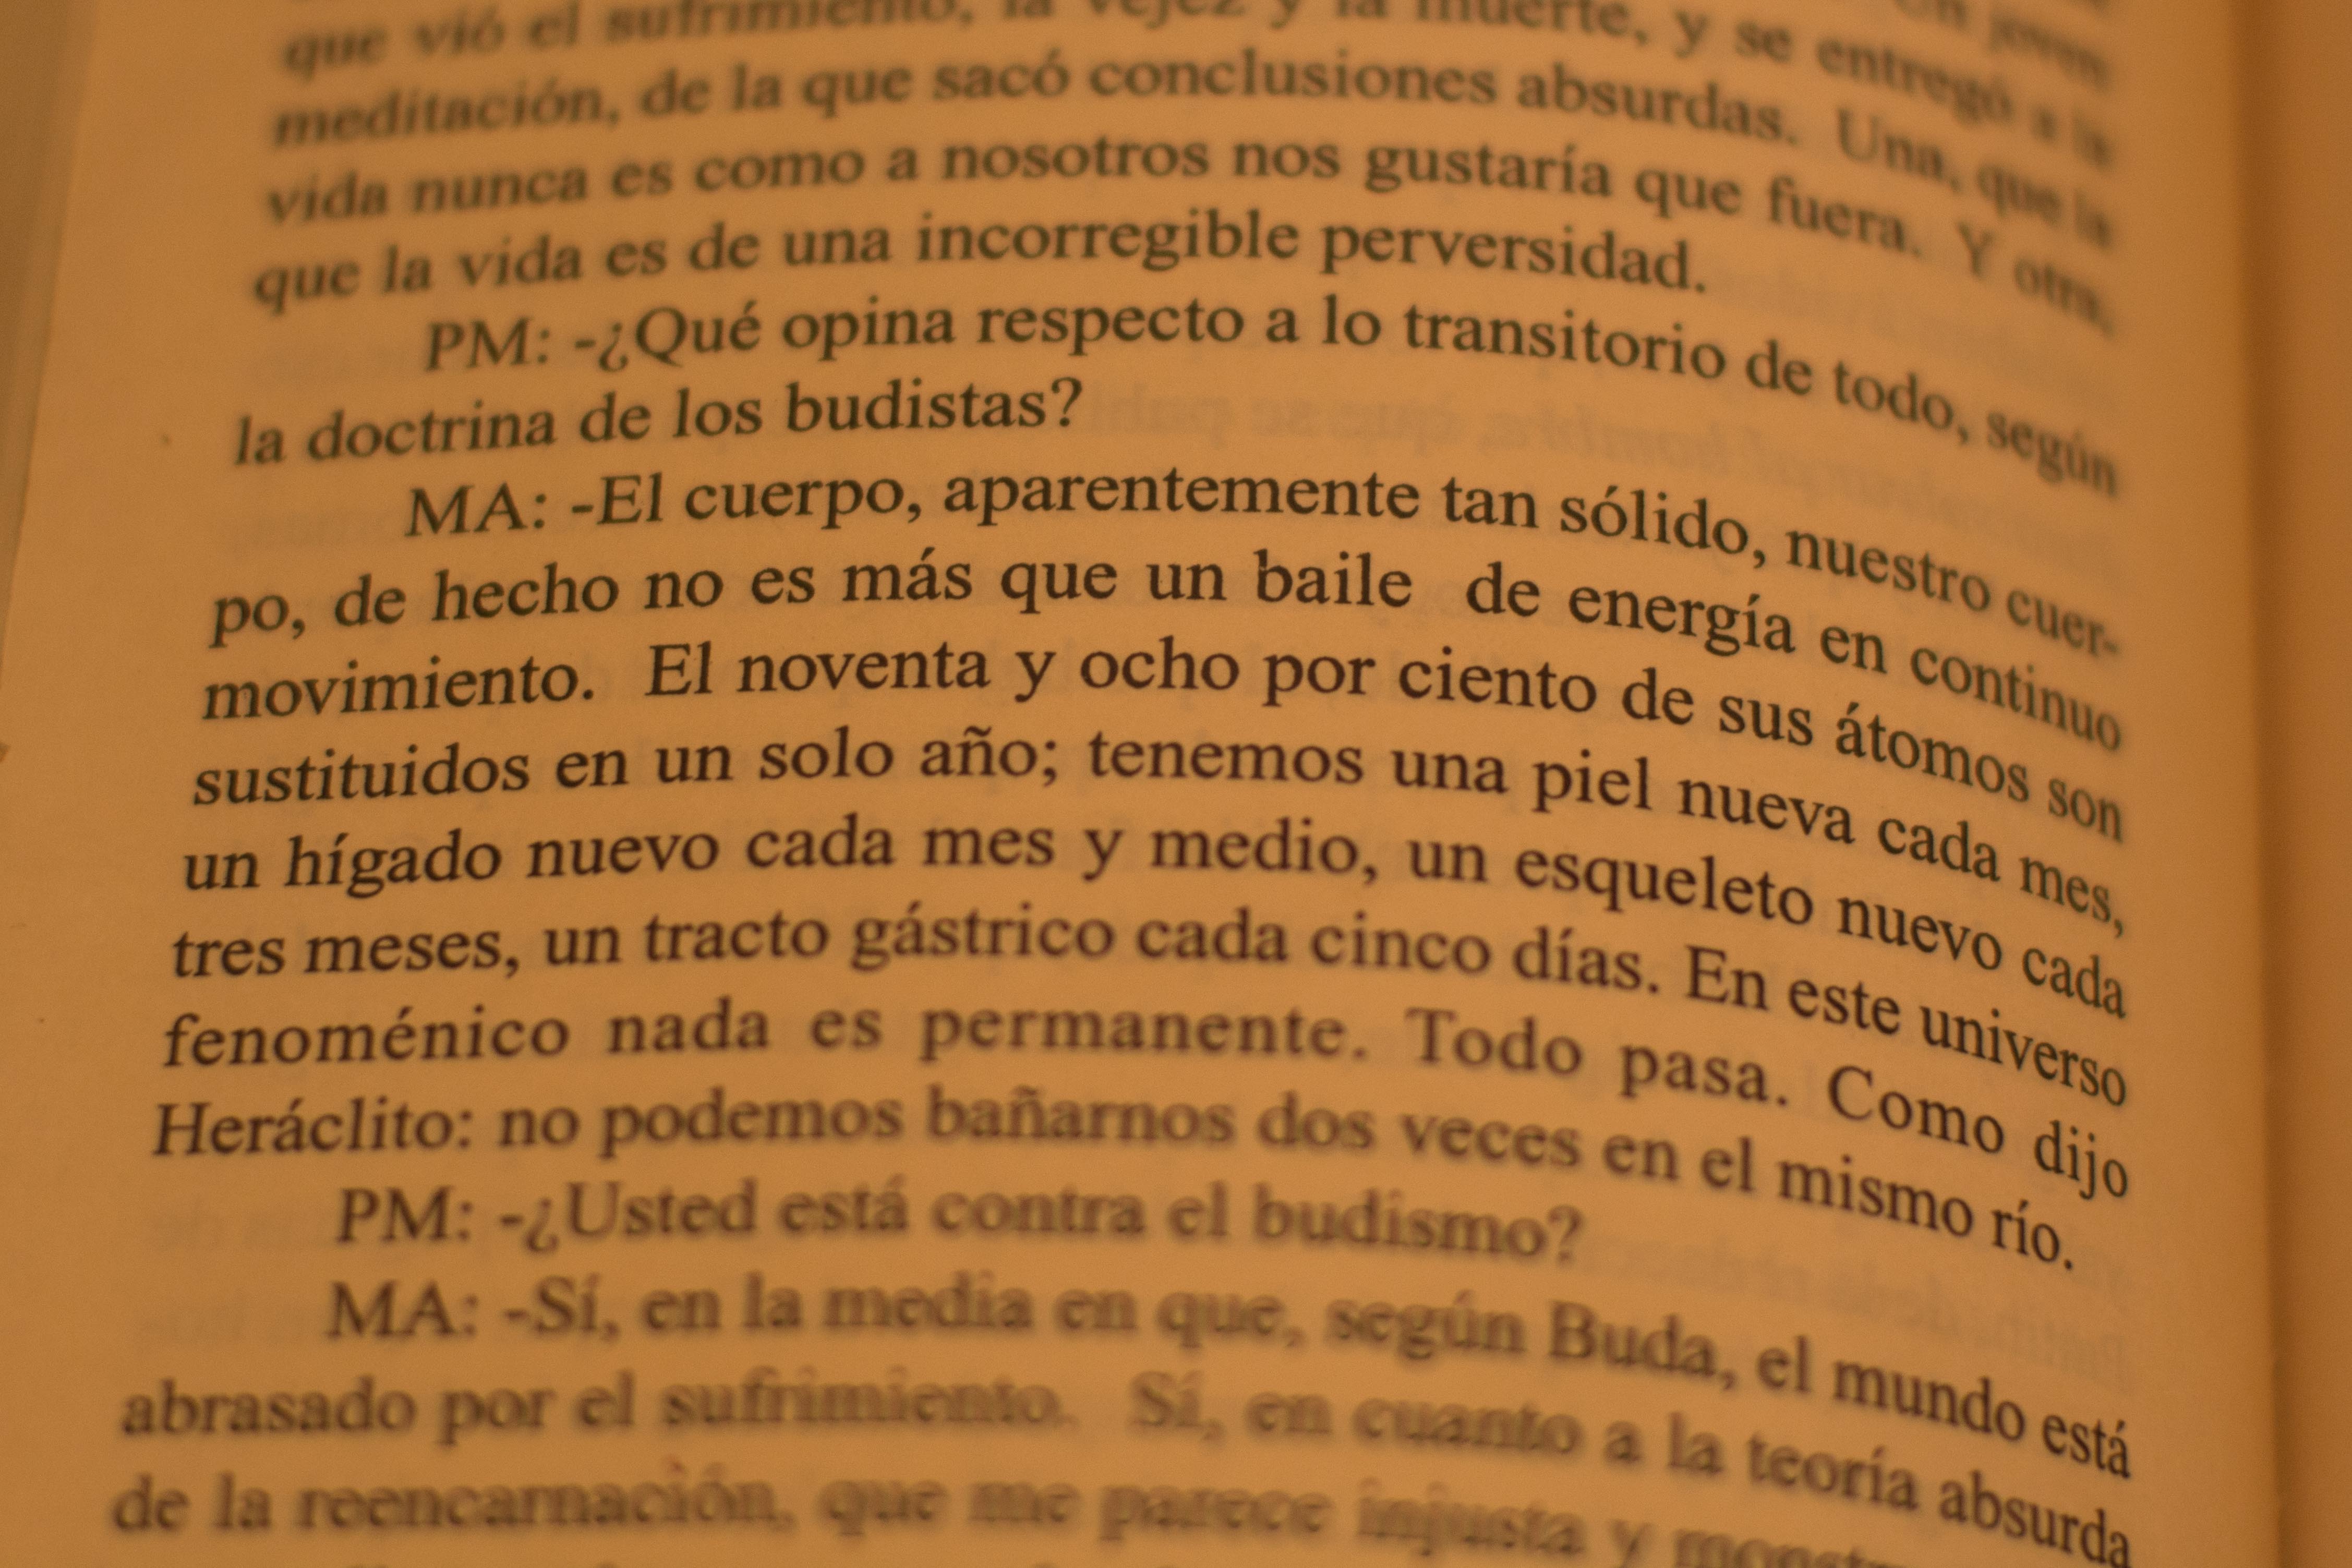 que vió el sufrimiento, la vejez y la muerte, y se entregó a la
meditación, de la que sacó conclusiones absurdas. Una, que la
vida nunca es como a nosotros nos gustaría que fuera. Y otra,
que la vida es de una incorregible perversidad.
PM: -¿Qué opina respecto a lo transitorio de todo, según
la doctrina de los budistas?
MA: -El cuerpo, aparentemente tan sólido, nuestro cuer-
po, de hecho no es más que un baile de energía en continuo
movimiento. El noventa y ocho por ciento de sus átomos son
sustituidos en un solo año; tenemos una piel nueva cada mes,
un hígado nuevo cada mes y medio, un esqueleto nuevo cada
tres meses, un tracto gástrico cada cinco días. En este universo
fenoménico nada es permanente. Todo pasa. Como dijo
Heráclito: no podemos bañarnos dos veces en el mismo río.
PM: -¿Usted está contra el budismo?
MA: -Sí, en la media en que, según Buda, el mundo está
abrasado por el sufrimiento. Sí, en cuanto a la teoría absurda
de la reencarnación, que me parece injusta y